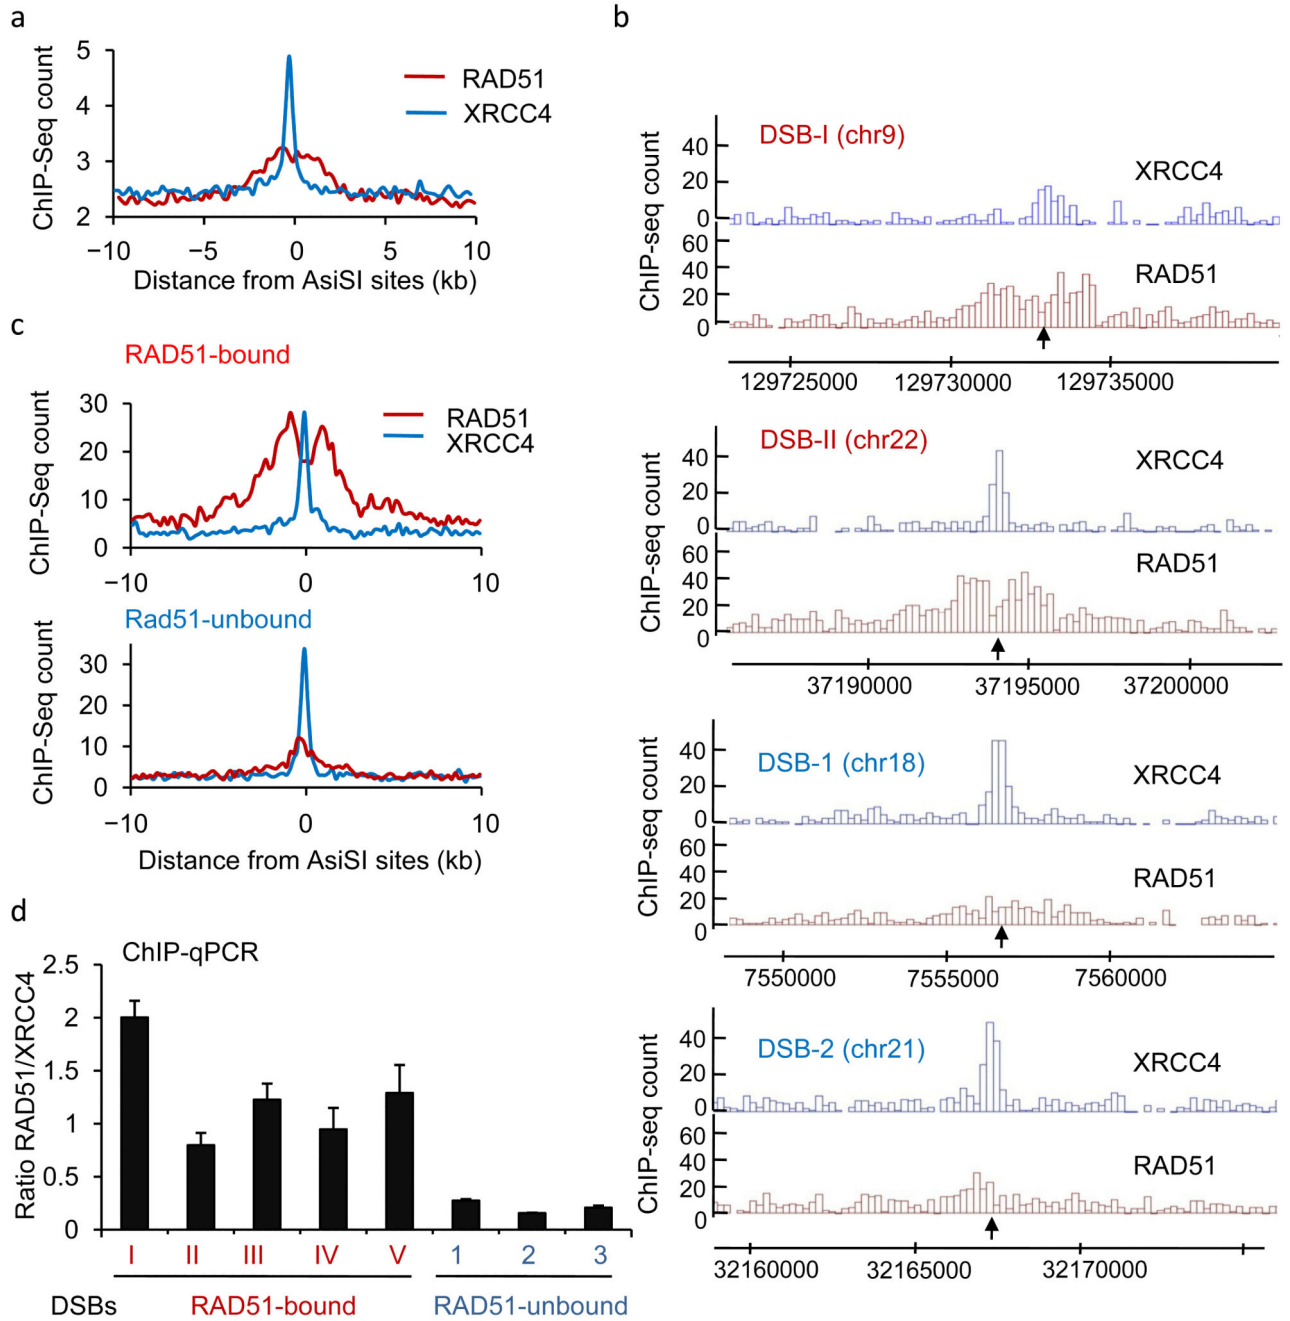 a
ChIP-Seq count
5
4
3
2
RAD51
XRCC4
−10 −5 0 5 10
Distance from AsiSI sites (kb)
b
DSB-I (chr9)
ChIP-seq count
40
20
0
XRCC4
60
40
20
0
RAD51
129725000 129730000 129735000
DSB-II (chr22)
ChIP-seq count
40
20
0
XRCC4
60
40
20
0
RAD51
37190000 37195000 37200000
DSB-1 (chr18)
ChIP-seq count
40
20
0
XRCC4
60
40
20
0
RAD51
7550000 7555000 7560000
DSB-2 (chr21)
ChIP-seq count
40
20
0
XRCC4
60
40
20
0
RAD51
32160000 32165000 32170000
c
RAD51-bound
ChIP-Seq count
30
20
10
0
RAD51
XRCC4
−10 0 10
Rad51-unbound
ChIP-Seq count
30
20
10
0
−10 0 10
Distance from AsiSI sites (kb)
d
ChIP-qPCR
Ratio RAD51/XRCC4
2.5
2
1.5
1
0.5
0
I II III IV V 1 2 3
DSBs RAD51-bound RAD51-unbound